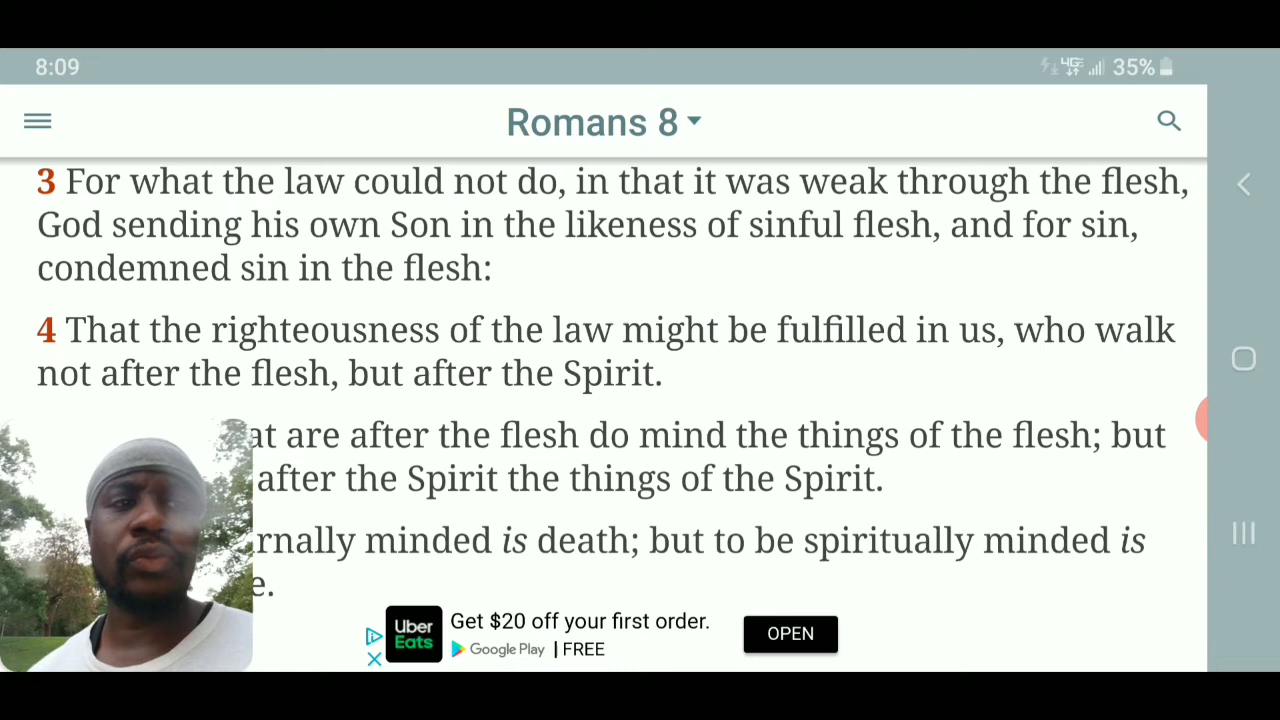 8:09
4G
35%
Romans 8
3 For what the law could not do, in that it was weak through the flesh,
God sending his own Son in the likeness of sinful flesh, and for sin,
condemned sin in the flesh:
4 That the righteousness of the law might be fulfilled in us, who walk
not after the flesh, but after the Spirit.
at are after the flesh do mind the things of the flesh; but
after the Spirit the things of the Spirit.
rnally minded is death; but to be spiritually minded is
e.
Uber
Eats
Get $20 off your first order.
Google Play | FREE
OPEN